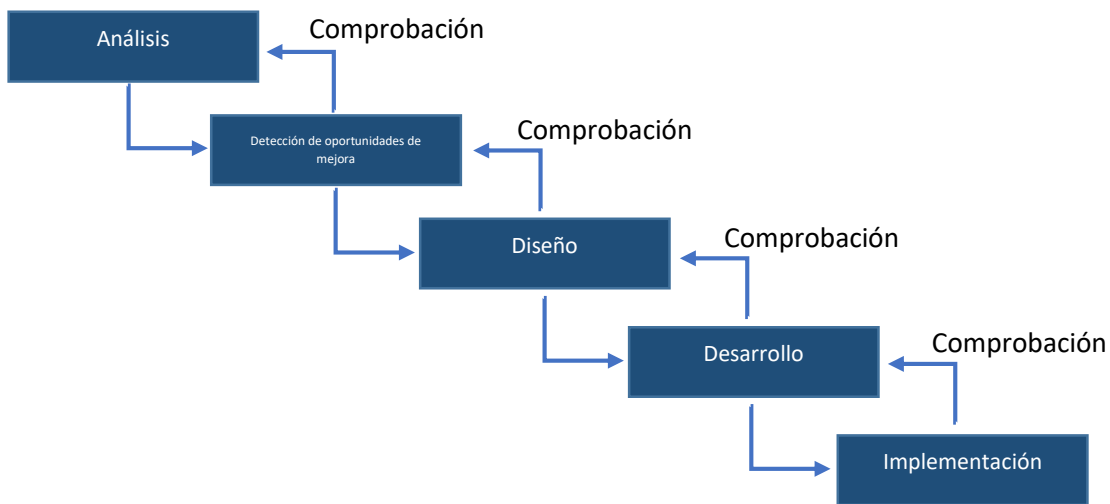 Comprobación
Análisis
Comprobación
Detección de oportunidades de
mejora
Comprobación
Diseño
Comprobación
Desarrollo
Implementación